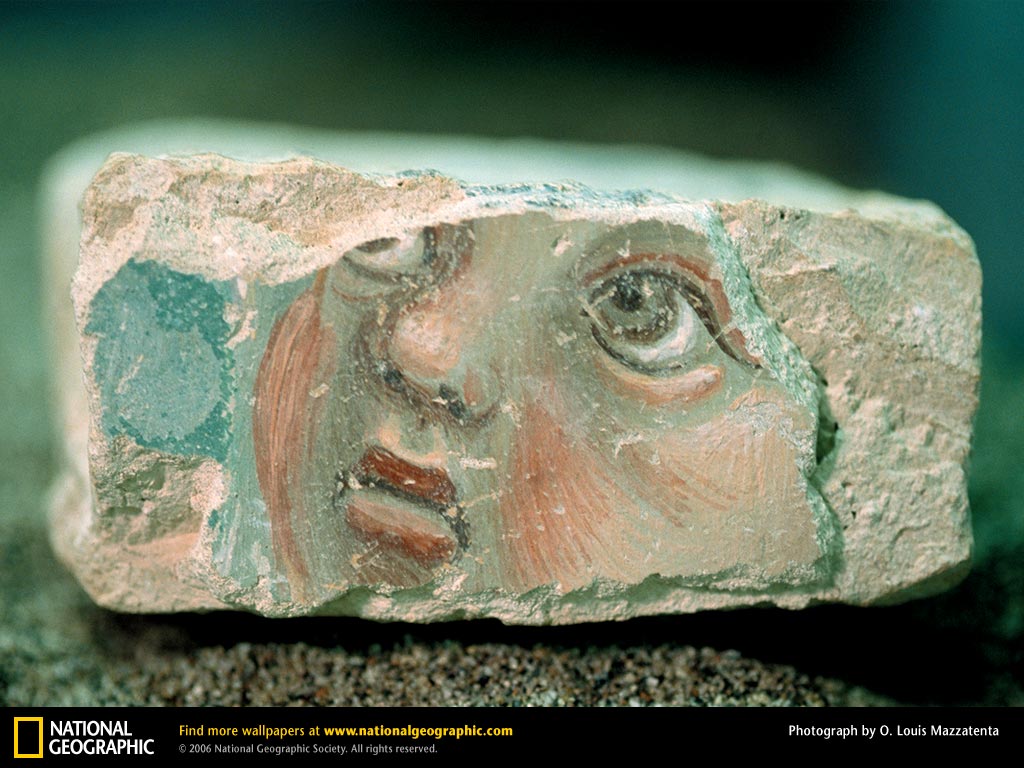 NATIONAL
GEOGRAPHIC
Find more wallpapers at www.nationalgeographic.com
© 2006 National Geographic Society. All rights reserved.
Photograph by O. Louis Mazzatenta